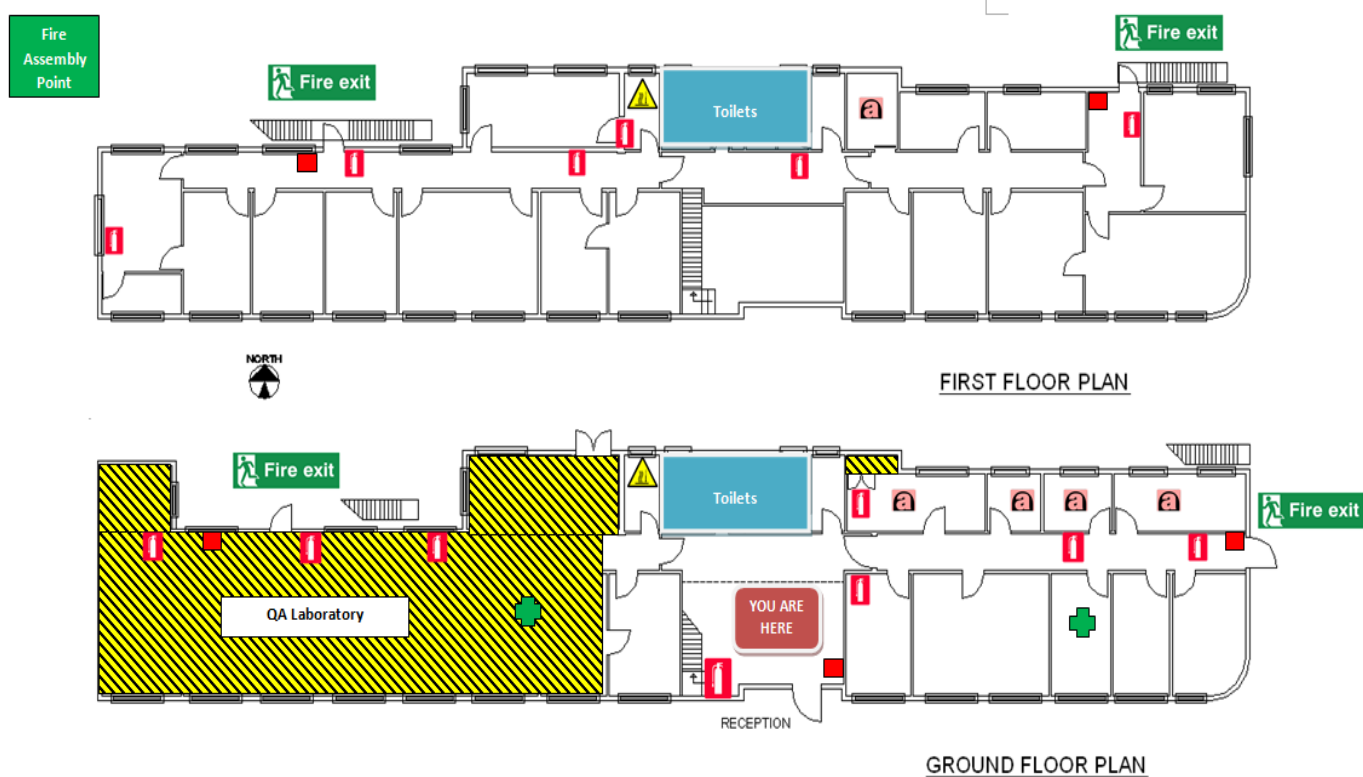 Fire
Assembly
Point
Fire exit
Fire exit
Toilets
a
NORTH
FIRST FLOOR PLAN
Fire exit
Toilets
a
a
a
a
Fire exit
QA Laboratory
YOU ARE
HERE
RECEPTION
GROUND FLOOR PLAN